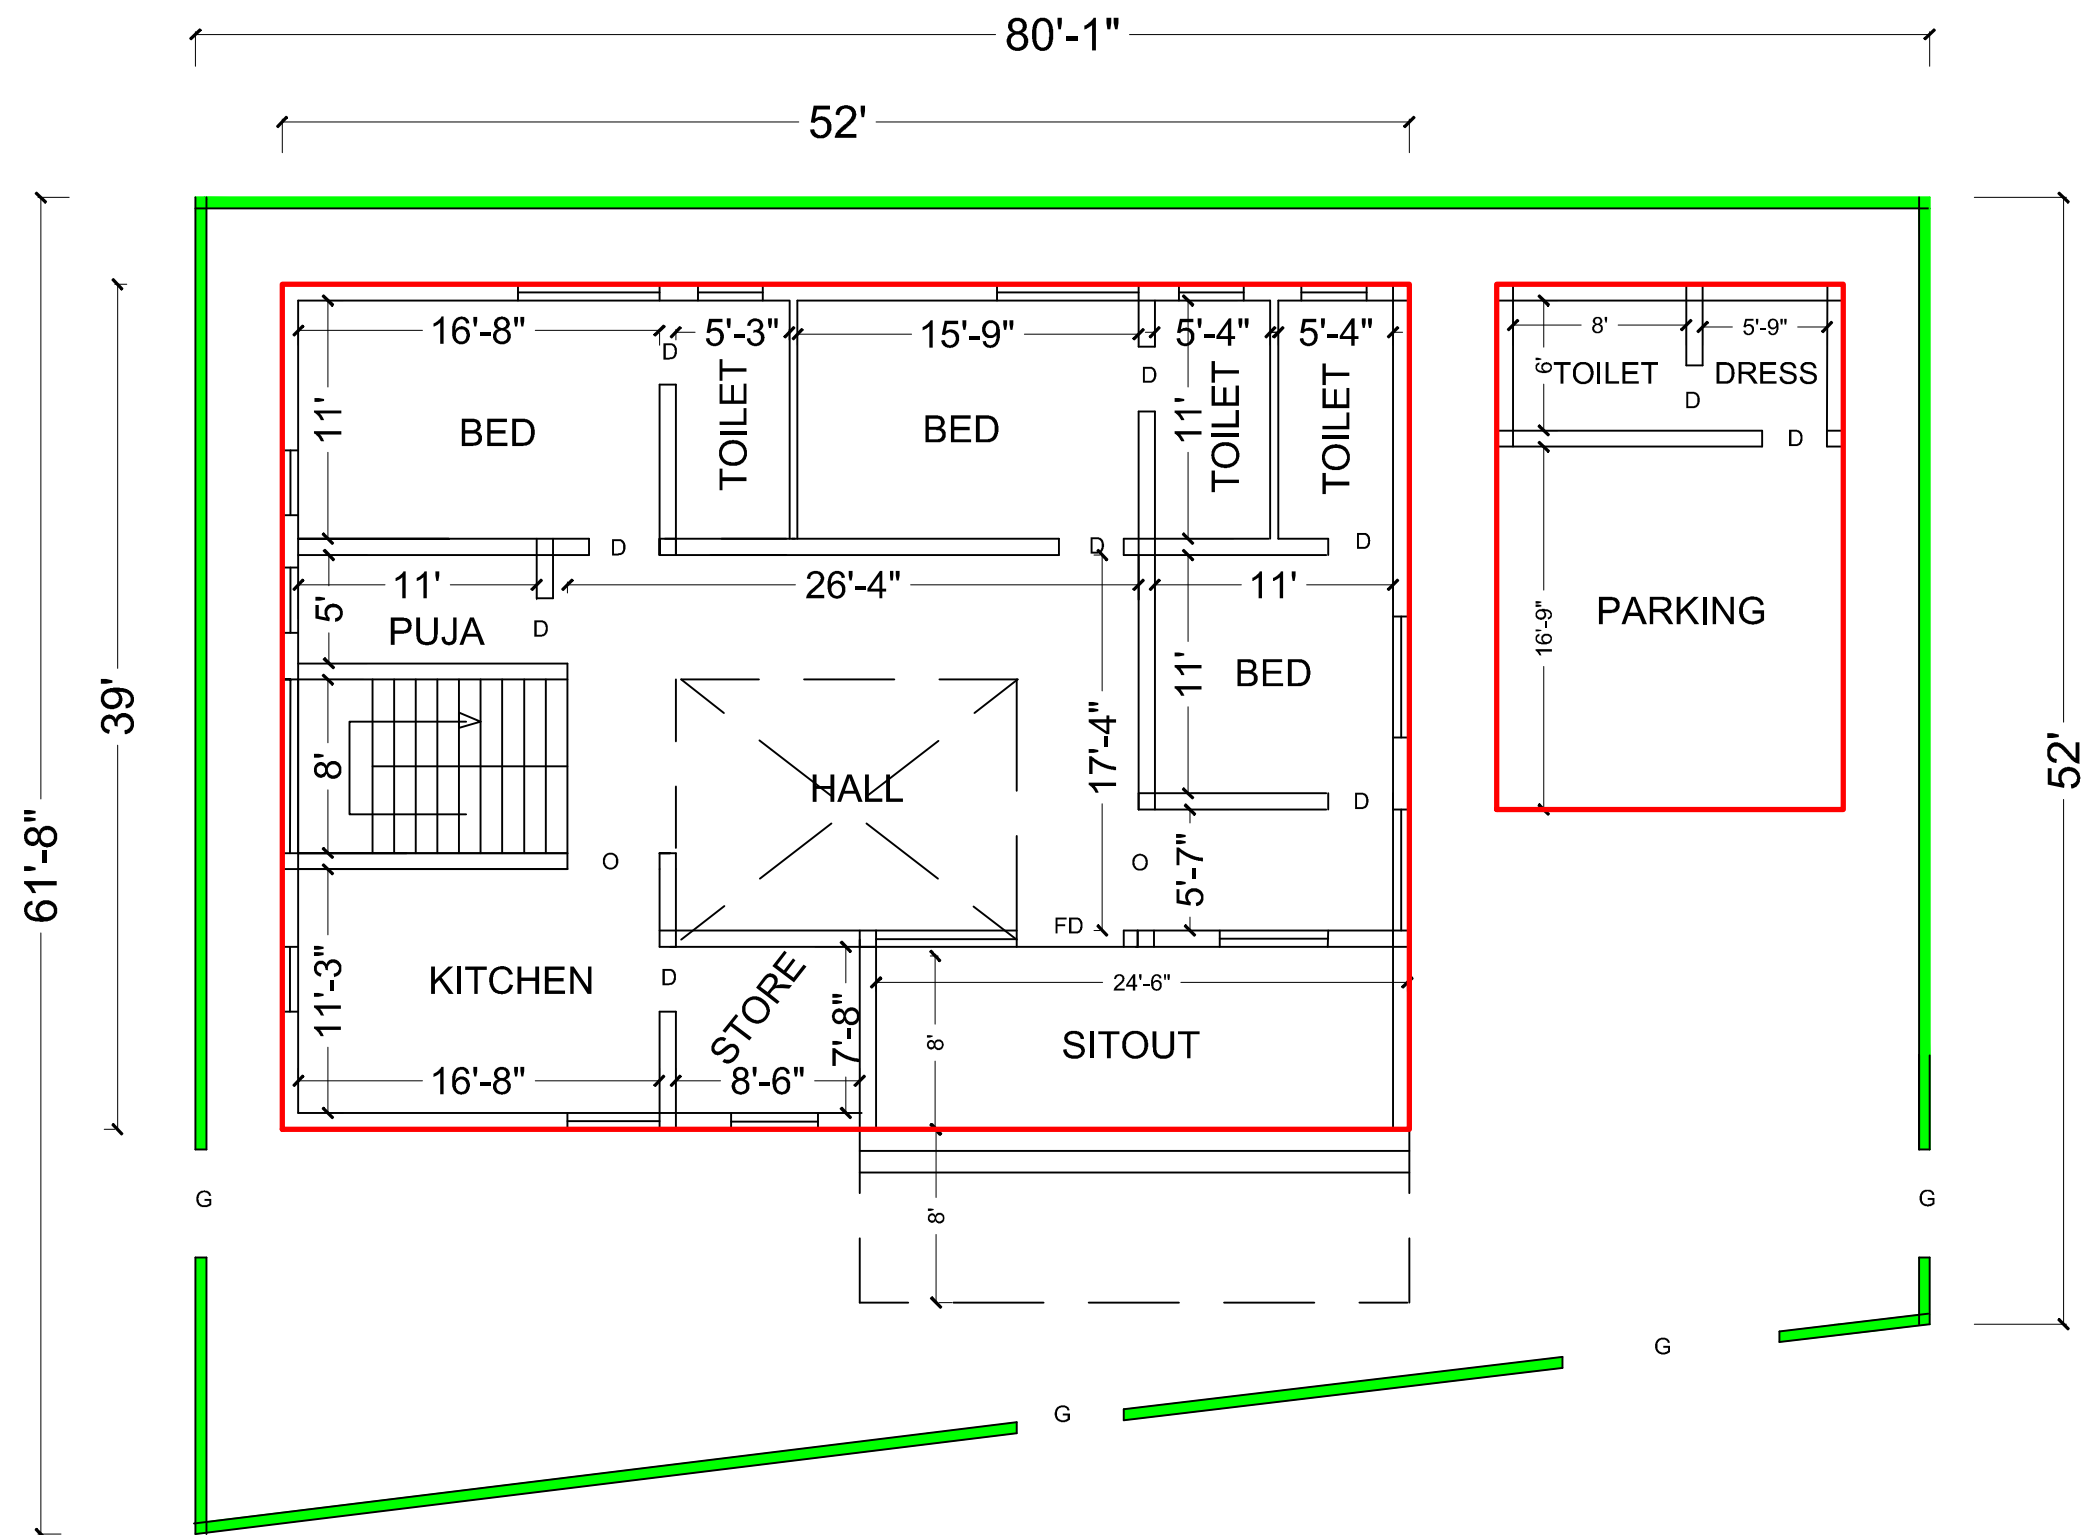 80'-1"
52'
16'-8"
5'-3"
15'-9"
5'-4"
5'-4"
8'
5'-9"
D
D
6'
TOILET
DRESS
D
11'
BED
TOILET
BED
11'
TOILET
TOILET
D
D
D
D
11'
26'-4"
11'
5'
PUJA
D
PARKING
16'-9"
BED
11'
39'
8'
HALL
17'-4"
52'
D
61'-8"
O
O
5'-7"
FD
KITCHEN
D
STORE
24'-6"
11'-3"
7'-8"
8'
SITOUT
16'-8"
8'-6"
G
G
8'
G
G